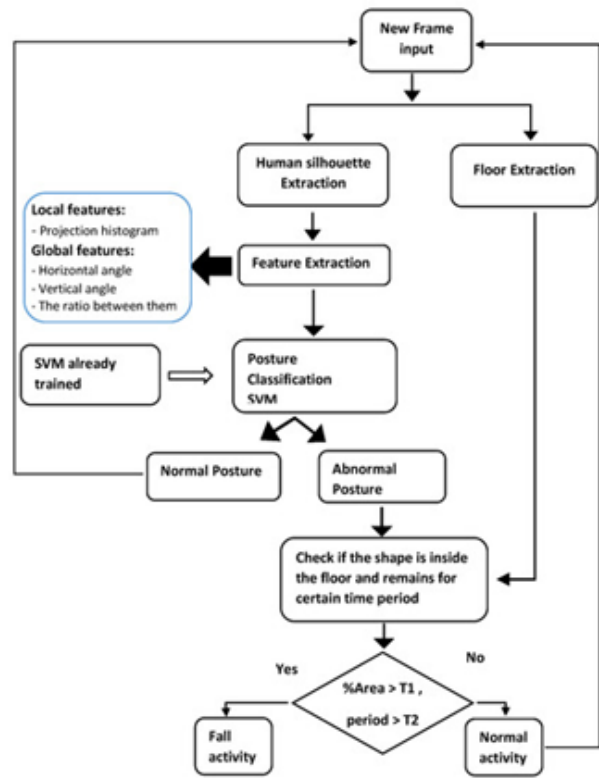 New Frame
input
Human silhouette
Extraction
Floor Extraction
Local features:
- Projection histogram
Global features:
- Horizontal angle
- Vertical angle
- The ratio between them
Feature Extraction
SVM already
trained
Posture
Classification
SVM
Normal Posture
Abnormal
Posture
Check if the shape is inside
the floor and remains for
certain time period
Yes
No
%Area > T1 ,
period > T2
Fall
activity
Normal
activity